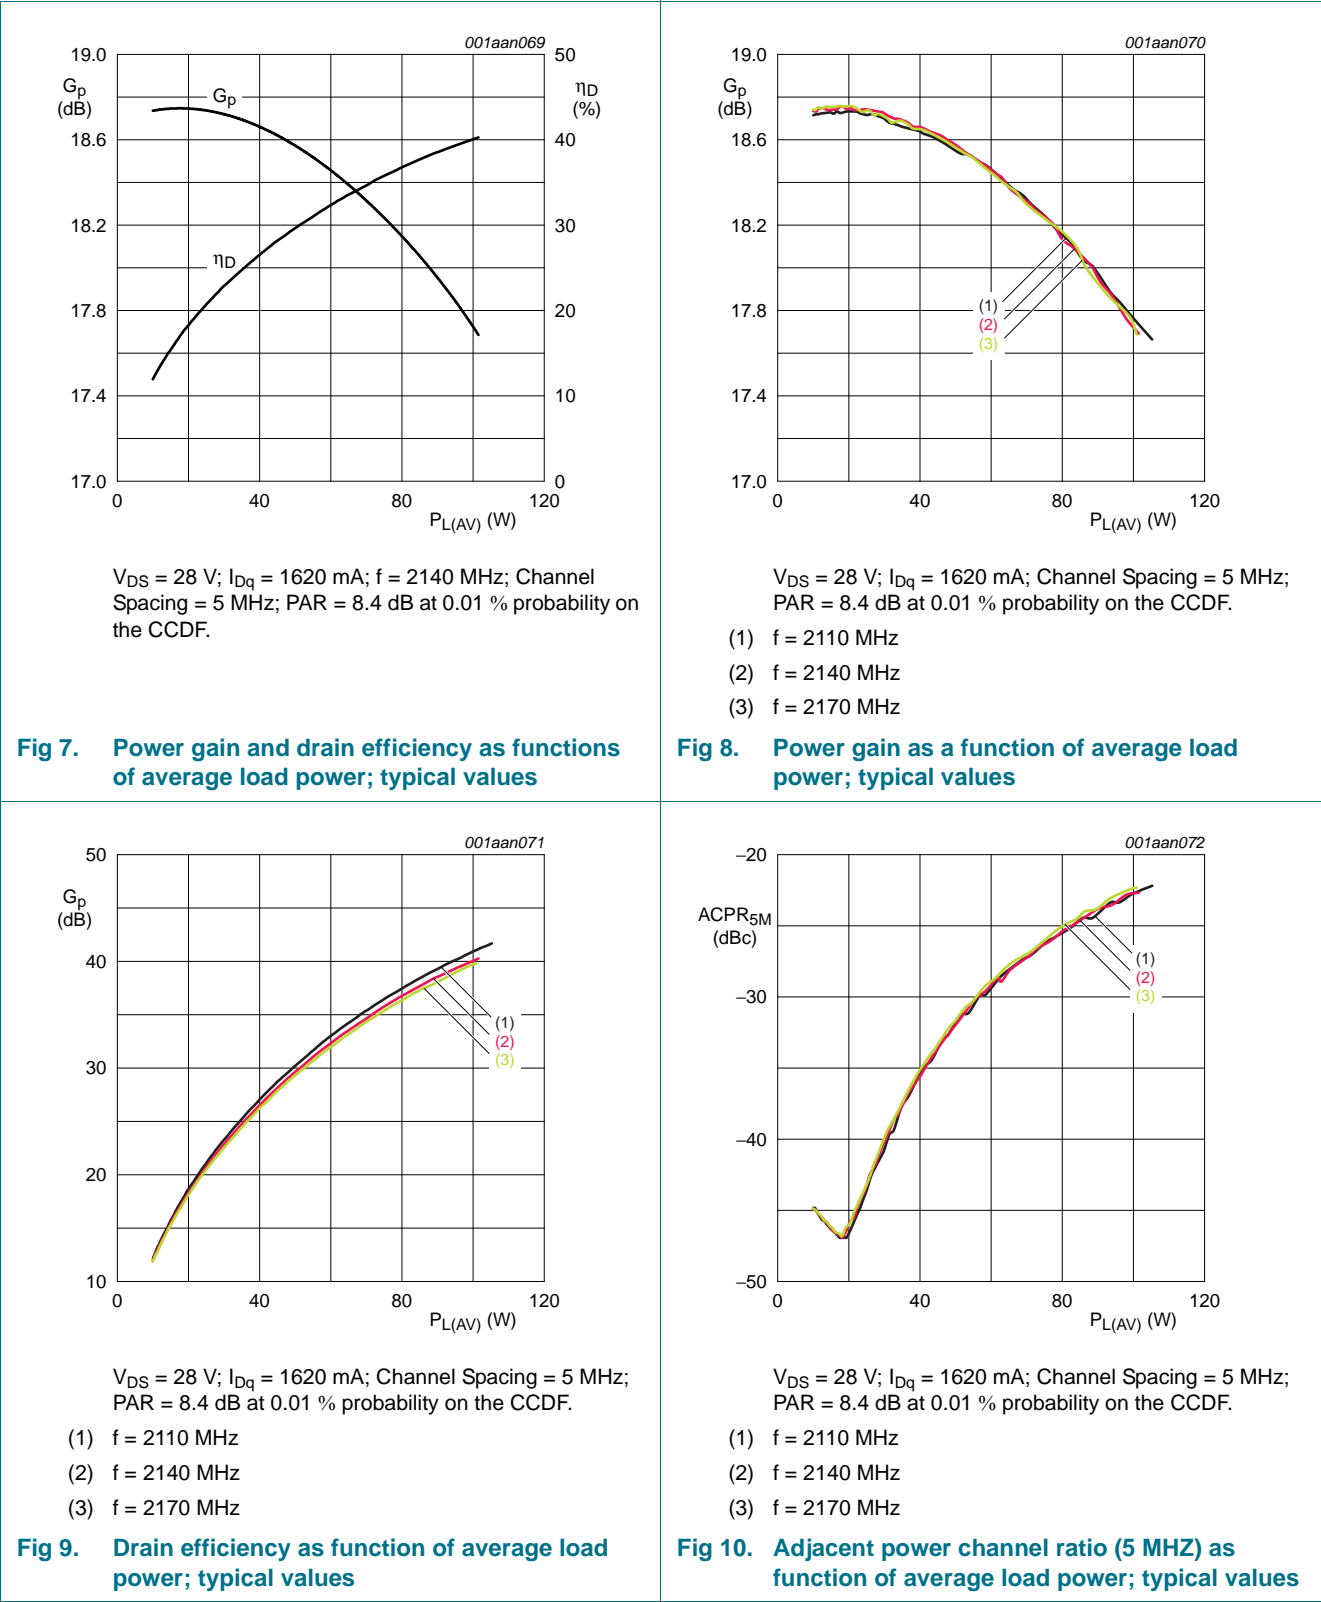 001aan069
19.0
18.6
18.2
17.8
17.4
17.0
Gp
(dB)
50
40
30
20
10
0
ηD
(%)
Gp
ηD
0
40
80
120
PL(AV) (W)
VDS = 28 V; IDq = 1620 mA; f = 2140 MHz; Channel
Spacing = 5 MHz; PAR = 8.4 dB at 0.01 % probability on
the CCDF.
Fig 7. Power gain and drain efficiency as functions
of average load power; typical values
001aan070
19.0
18.6
18.2
17.8
17.4
17.0
Gp
(dB)
(1)
(2)
(3)
0
40
80
120
PL(AV) (W)
VDS = 28 V; IDq = 1620 mA; Channel Spacing = 5 MHz;
PAR = 8.4 dB at 0.01 % probability on the CCDF.
(1) f = 2110 MHz
(2) f = 2140 MHz
(3) f = 2170 MHz
Fig 8. Power gain as a function of average load
power; typical values
001aan071
50
40
30
20
10
Gp
(dB)
(1)
(2)
(3)
0
40
80
120
PL(AV) (W)
VDS = 28 V; IDq = 1620 mA; Channel Spacing = 5 MHz;
PAR = 8.4 dB at 0.01 % probability on the CCDF.
(1) f = 2110 MHz
(2) f = 2140 MHz
(3) f = 2170 MHz
Fig 9. Drain efficiency as function of average load
power; typical values
001aan072
−20
−30
−40
−50
ACPR5M
(dBc)
(1)
(2)
(3)
0
40
80
120
PL(AV) (W)
VDS = 28 V; IDq = 1620 mA; Channel Spacing = 5 MHz;
PAR = 8.4 dB at 0.01 % probability on the CCDF.
(1) f = 2110 MHz
(2) f = 2140 MHz
(3) f = 2170 MHz
Fig 10. Adjacent power channel ratio (5 MHZ) as
function of average load power; typical values